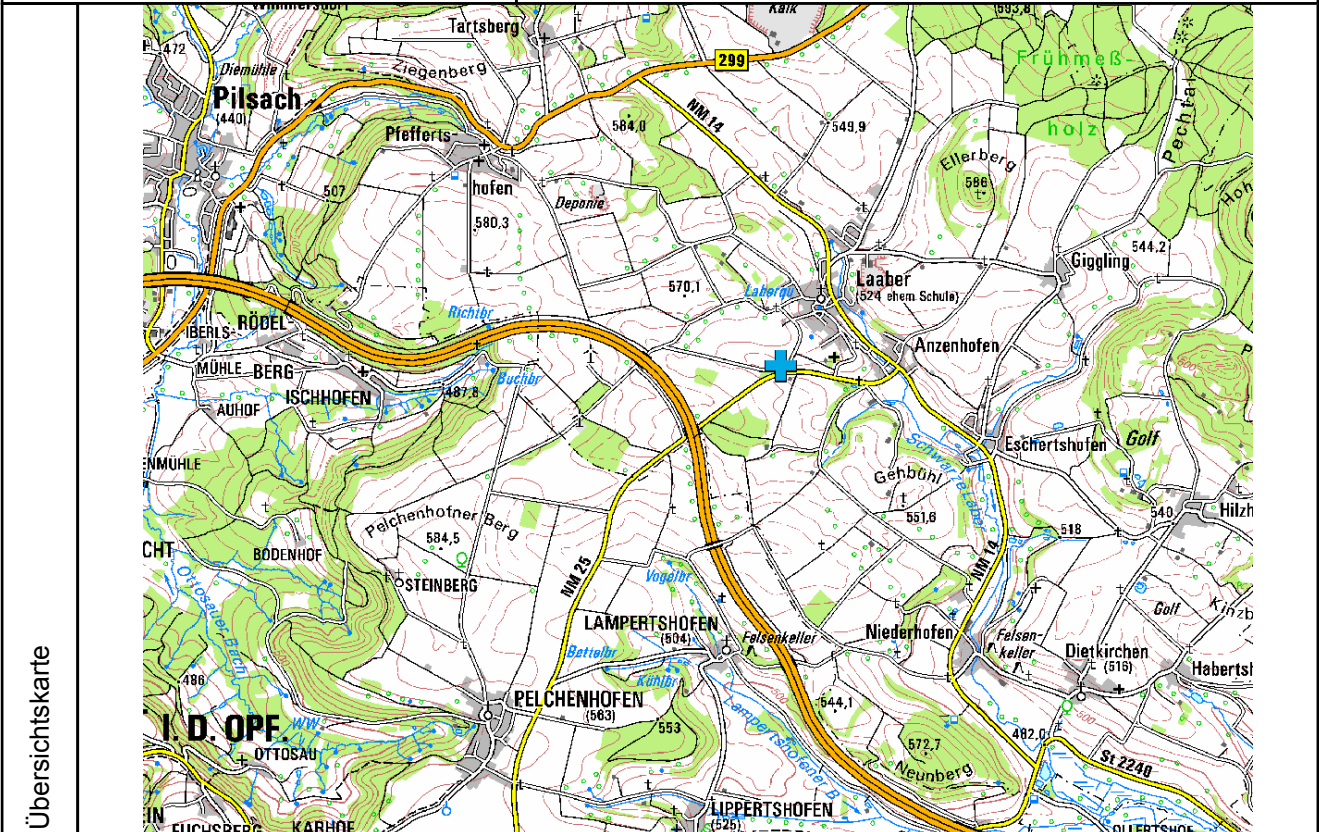 Übersichtskarte
Kalk
593,8
Tartsberg
472
Diemühle
Ziegenberg
299
Frühmeß-
holz
Pechtal
Pilsach
(440)
NM 14
584,0
549,9
Pfefferts-
hofen
Ellerberg
586
507
Deponie
580,3
544,2
Giggling
Laaber
(524 ehem. Schule)
570,1
Richtbr
RÖDEL-
IBERLS-
MÜHLE
BERG
Anzenhofen
Buchbr
ISCHHOFEN
487,8
AUHOF
Golf
Eschertshofen
Schwarze Laber
Gehbühl
551,6
Pelchenhofner Berg
584,5
540
Hilzh
518
BODENHOF
NM 25
NM 14
Vogelbr
STEINBERG
Ottosauer Bach
LAMPERTSHOFEN
(504)
Felsenkeller
Niederhofen
Felsen-
keller
Golf
Kinzb
Dietkirchen
(516)
Habertsh
Bettelbr
Kühlbr
486
PELCHENHOFEN
(563)
544,1
553
Lampertshofener B
I. D. OPF.
WW
OTTOSAU
572,7
Neunberg
482,0
St 2240
LIPPERTSHOFEN
(525)
FUCHSBERG
KARHOF